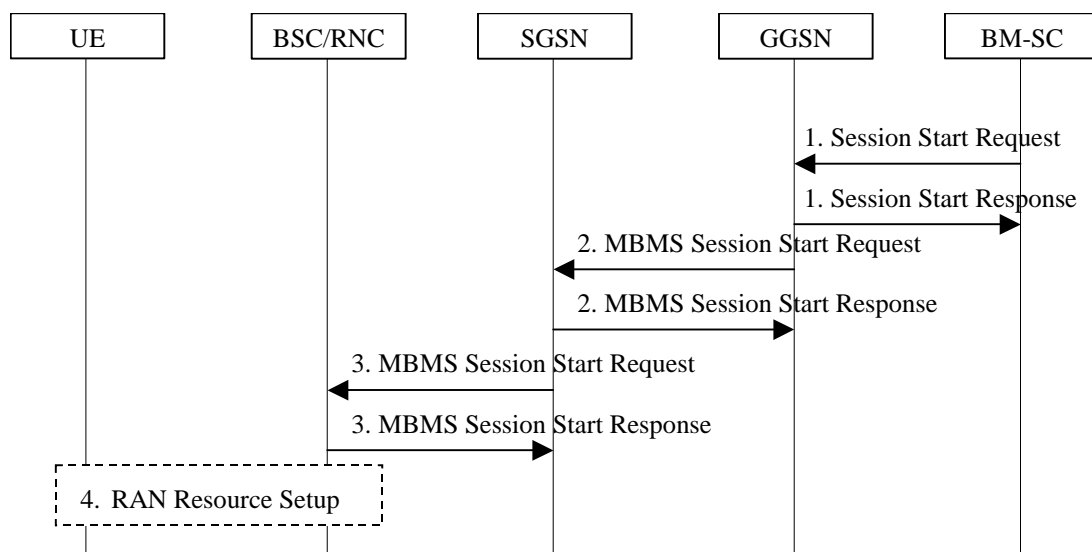 UE
BSC/RNC
SGSN
GGSN
BM-SC
1. Session Start Request
1. Session Start Response
2. MBMS Session Start Request
2. MBMS Session Start Response
3. MBMS Session Start Request
3. MBMS Session Start Response
4. RAN Resource Setup